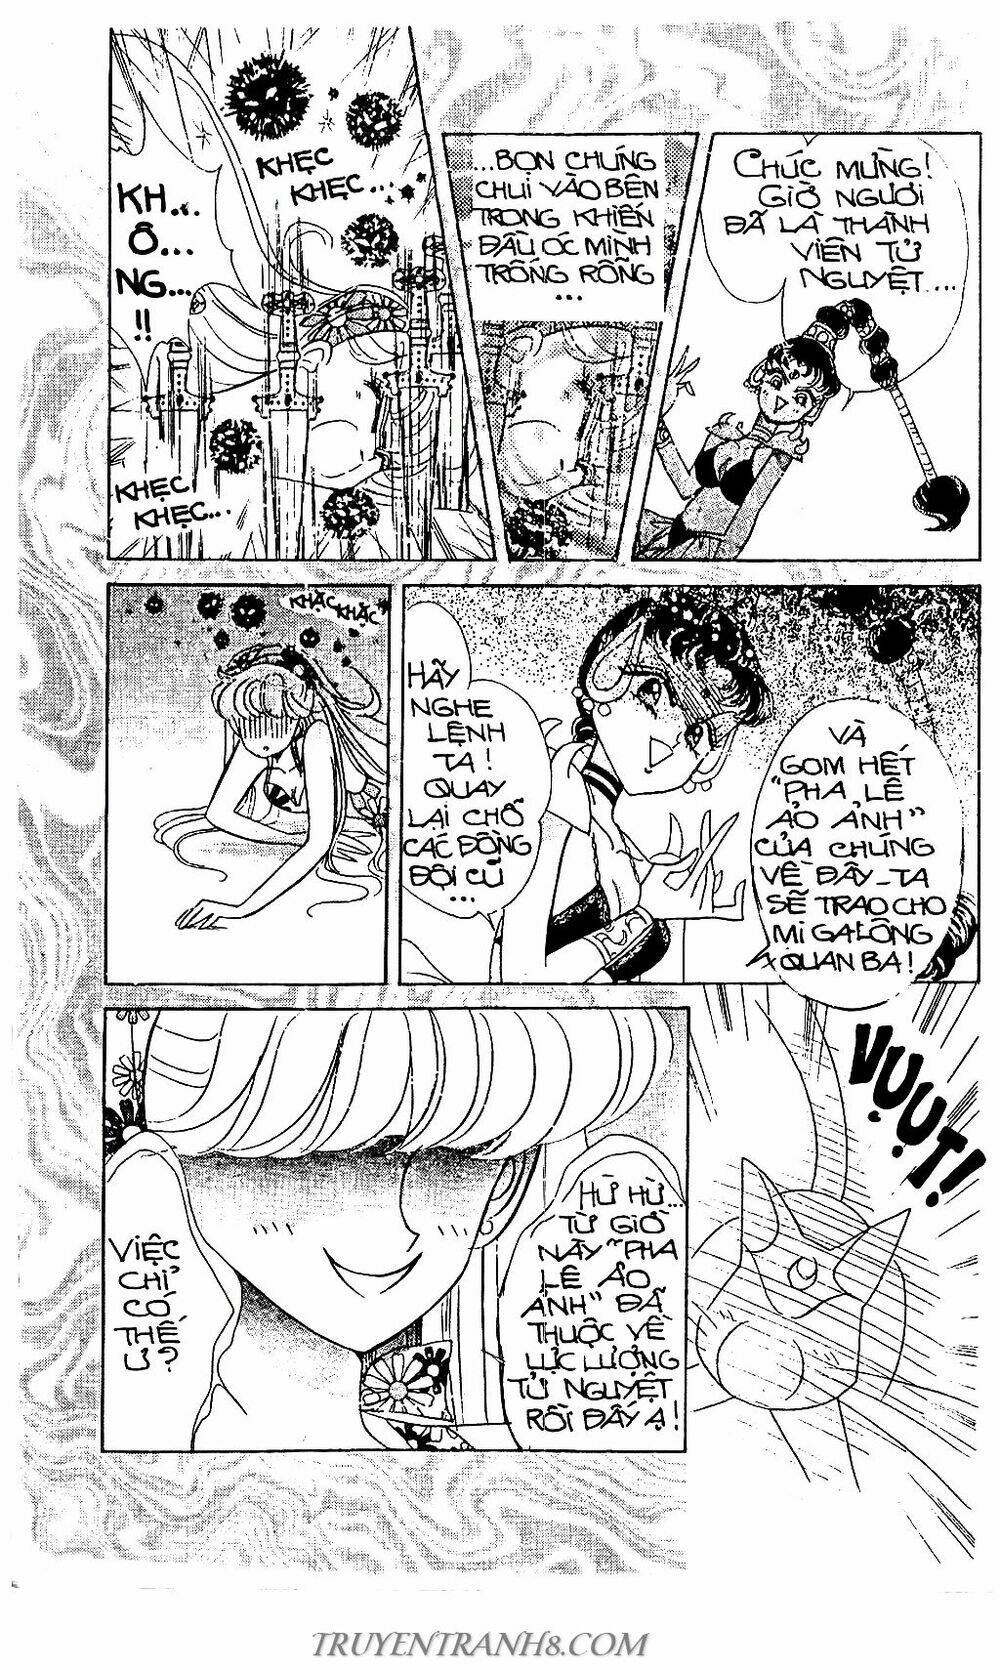 KHẸC
KHẸC...
KH...
Ô...
NG...
!!
KHẸC
KHẸC...
...BỌN CHÚNG
CHUI VÀO BÊN
TRONG KHIẾN
ĐẦU ÓC MÌNH
TRỐNG RỖNG
...
CHÚC MỪNG!
GIỜ NGƯƠI
ĐÃ LÀ THÀNH
VIÊN TỬ
NGUYỆT...
KHẶC
KHẶC
HÃY
NGHE
LỆNH
TA!
QUAY
LẠI CHỖ
CÁC ĐỒNG
ĐỘI CŨ
...
VÀ
GOM HẾT
"PHA LÊ
ẢO ẢNH"
CỦA CHÚNG
VỀ ĐÂY_TA
SẼ TRAO CHO
MI GALÔNG
QUAN BA!
VỤỤT!
VIỆC
CHỈ
CÓ
THẾ
Ư?
HỪ HỪ...
TỪ GIỜ
NÀY "PHA
LÊ ẢO
ẢNH" ĐÃ
THUỘC VỀ
LỰC LƯỢNG
TỬ NGUYỆT
RỒI ĐẤY Ạ!
TRUYENTRANH8.COM